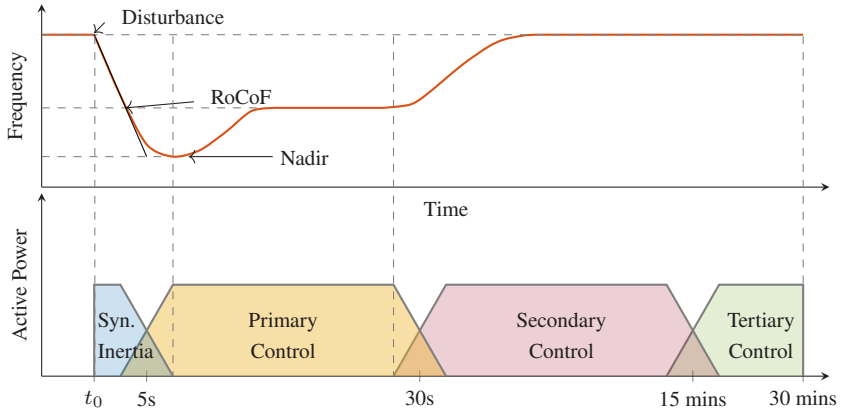 Disturbance
Frequency
RoCoF
Nadir
Time
Active Power
Syn.
Inertia
Primary
Control
Secondary
Control
Tertiary
Control
t0
5s
30s
15 mins
30 mins